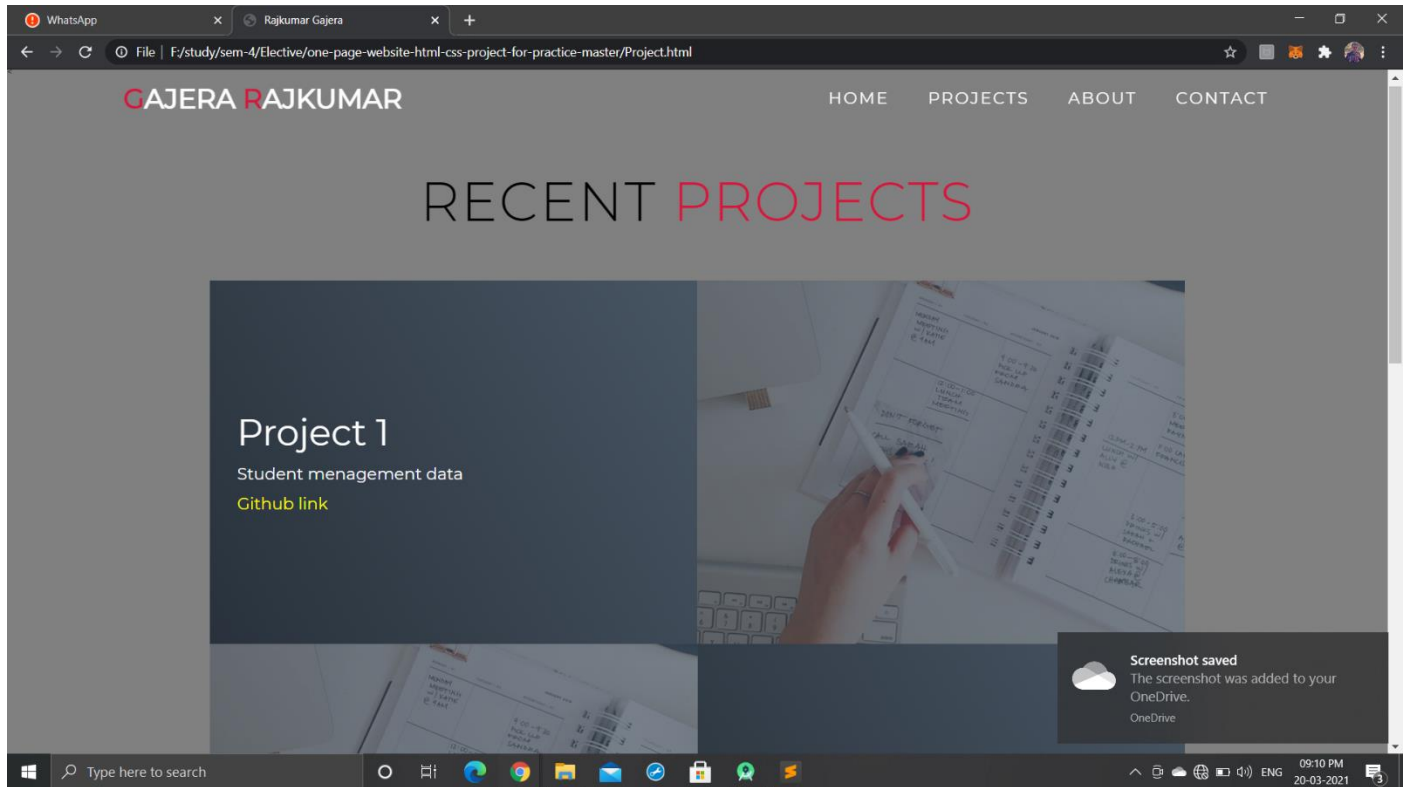 WhatsApp
Rajkumar Gajera
File | F:/study/sem-4/Elective/one-page-website-html-css-project-for-practice-master/Project.html
GAJERA RAJKUMAR
HOME PROJECTS ABOUT CONTACT
RECENT PROJECTS
Project 1
Student menagement data
Github link
Screenshot saved
The screenshot was added to your
OneDrive.
OneDrive
Type here to search
ENG
09:10 PM
20-03-2021
3